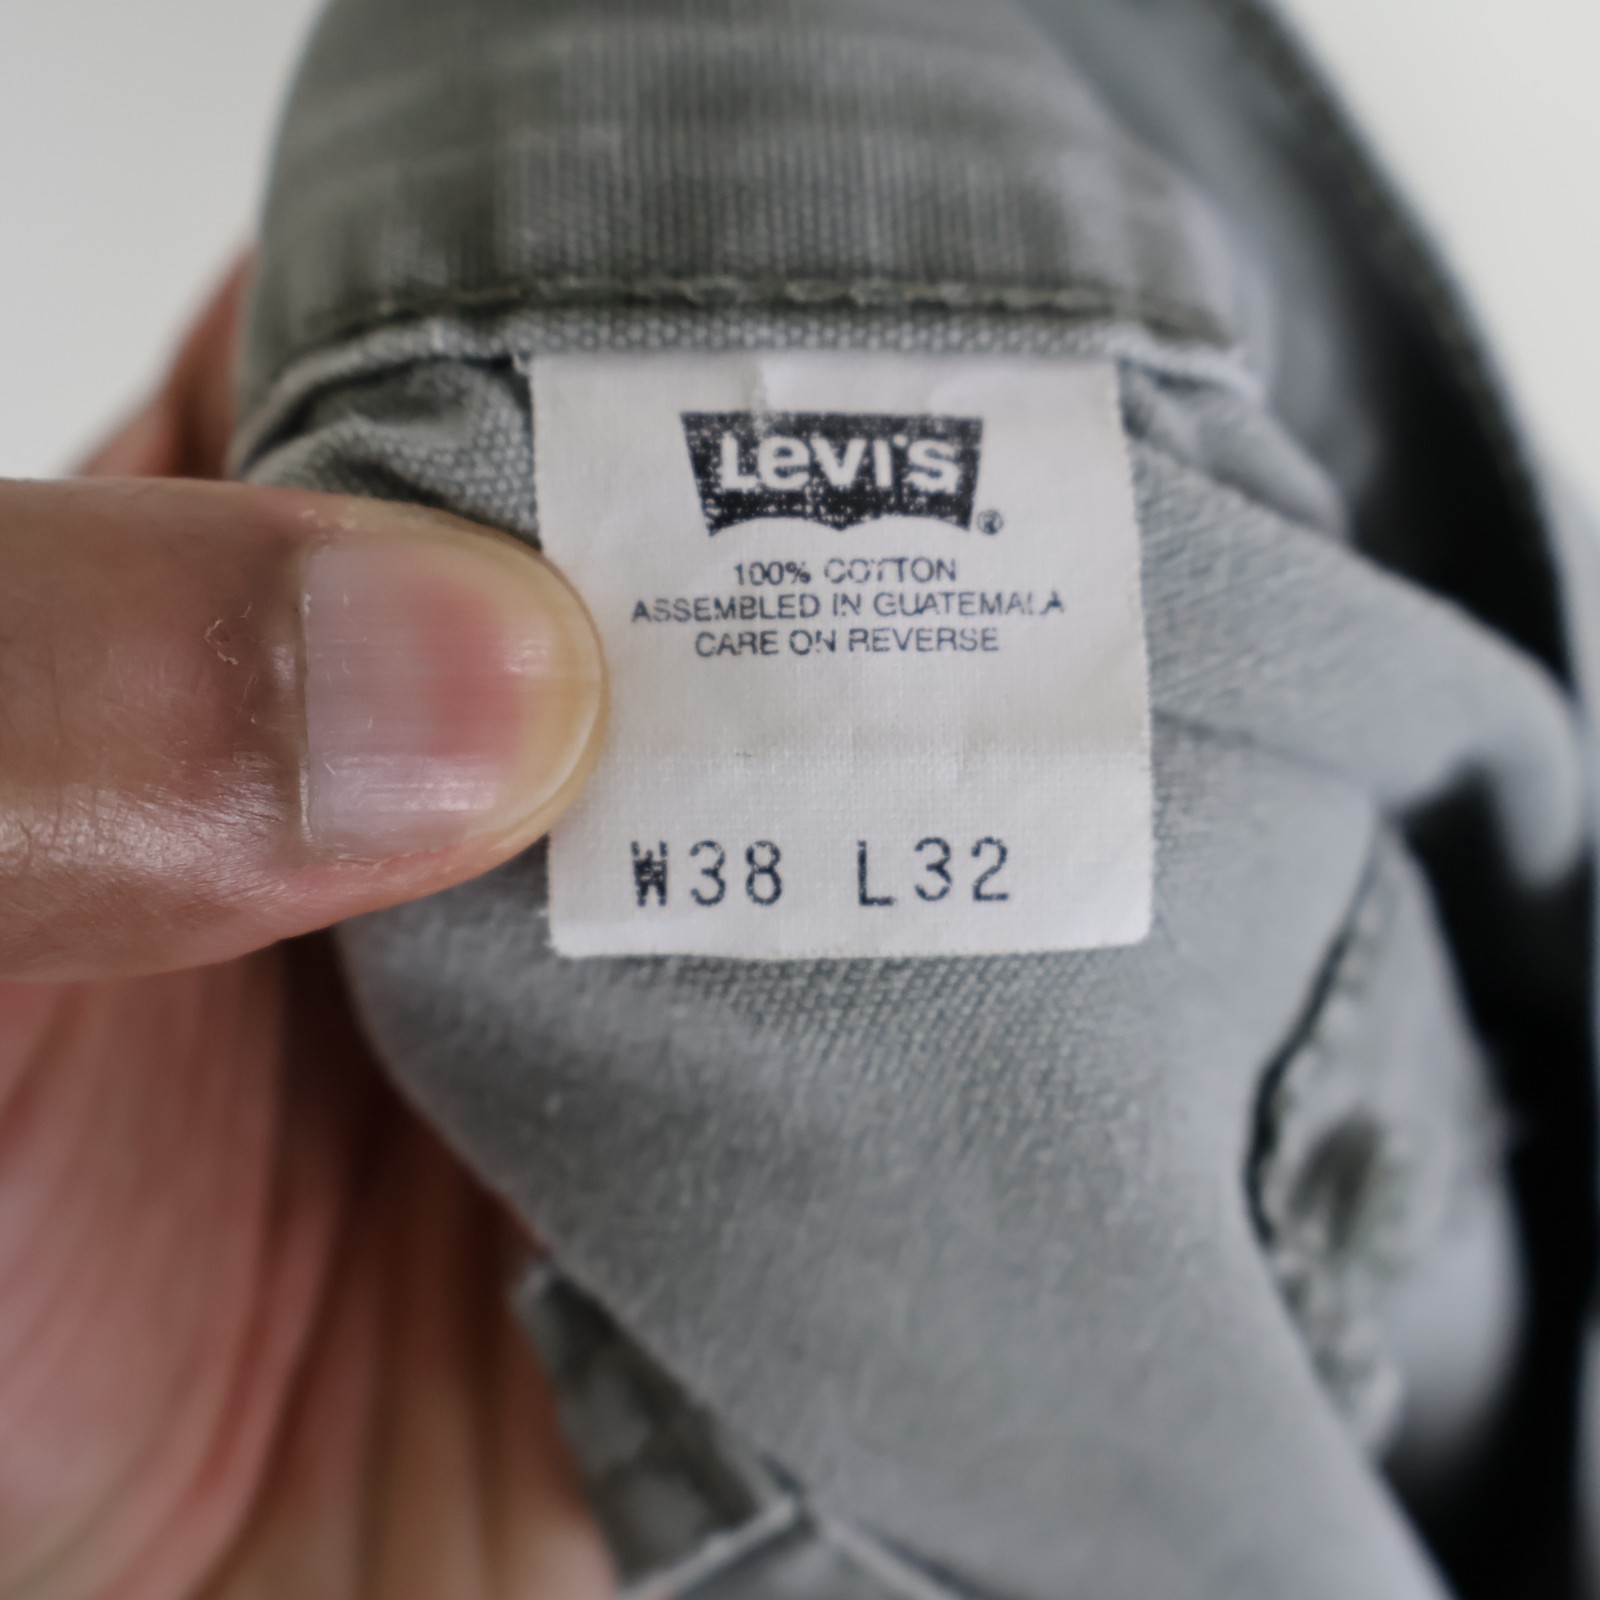 Levi's ®
100% COTTON
ASSEMBLED IN GUATEMALA
CARE ON REVERSE
W38 L32